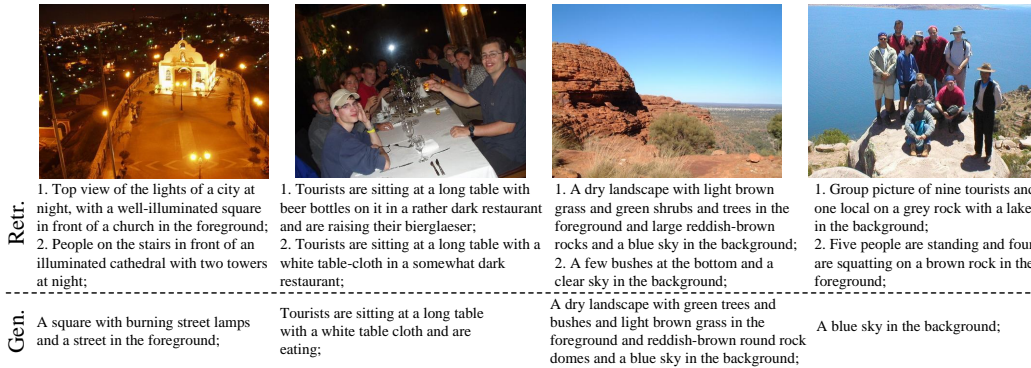 Retr.
1. Top view of the lights of a city at
night, with a well-illuminated square
in front of a church in the foreground;
2. People on the stairs in front of an
illuminated cathedral with two towers
at night;
1. Tourists are sitting at a long table with
beer bottles on it in a rather dark restaurant
and are raising their bierglaeser;
2. Tourists are sitting at a long table with a
white table-cloth in a somewhat dark
restaurant;
1. A dry landscape with light brown
grass and green shrubs and trees in the
foreground and large reddish-brown
rocks and a blue sky in the background;
2. A few bushes at the bottom and a
clear sky in the background;
1. Group picture of nine tourists and
one local on a grey rock with a lake
in the background;
2. Five people are standing and four
are squatting on a brown rock in the
foreground;
Gen.
A square with burning street lamps
and a street in the foreground;
Tourists are sitting at a long table
with a white table cloth and are
eating;
A dry landscape with green trees and
bushes and light brown grass in the
foreground and reddish-brown round rock
domes and a blue sky in the background;
A blue sky in the background;